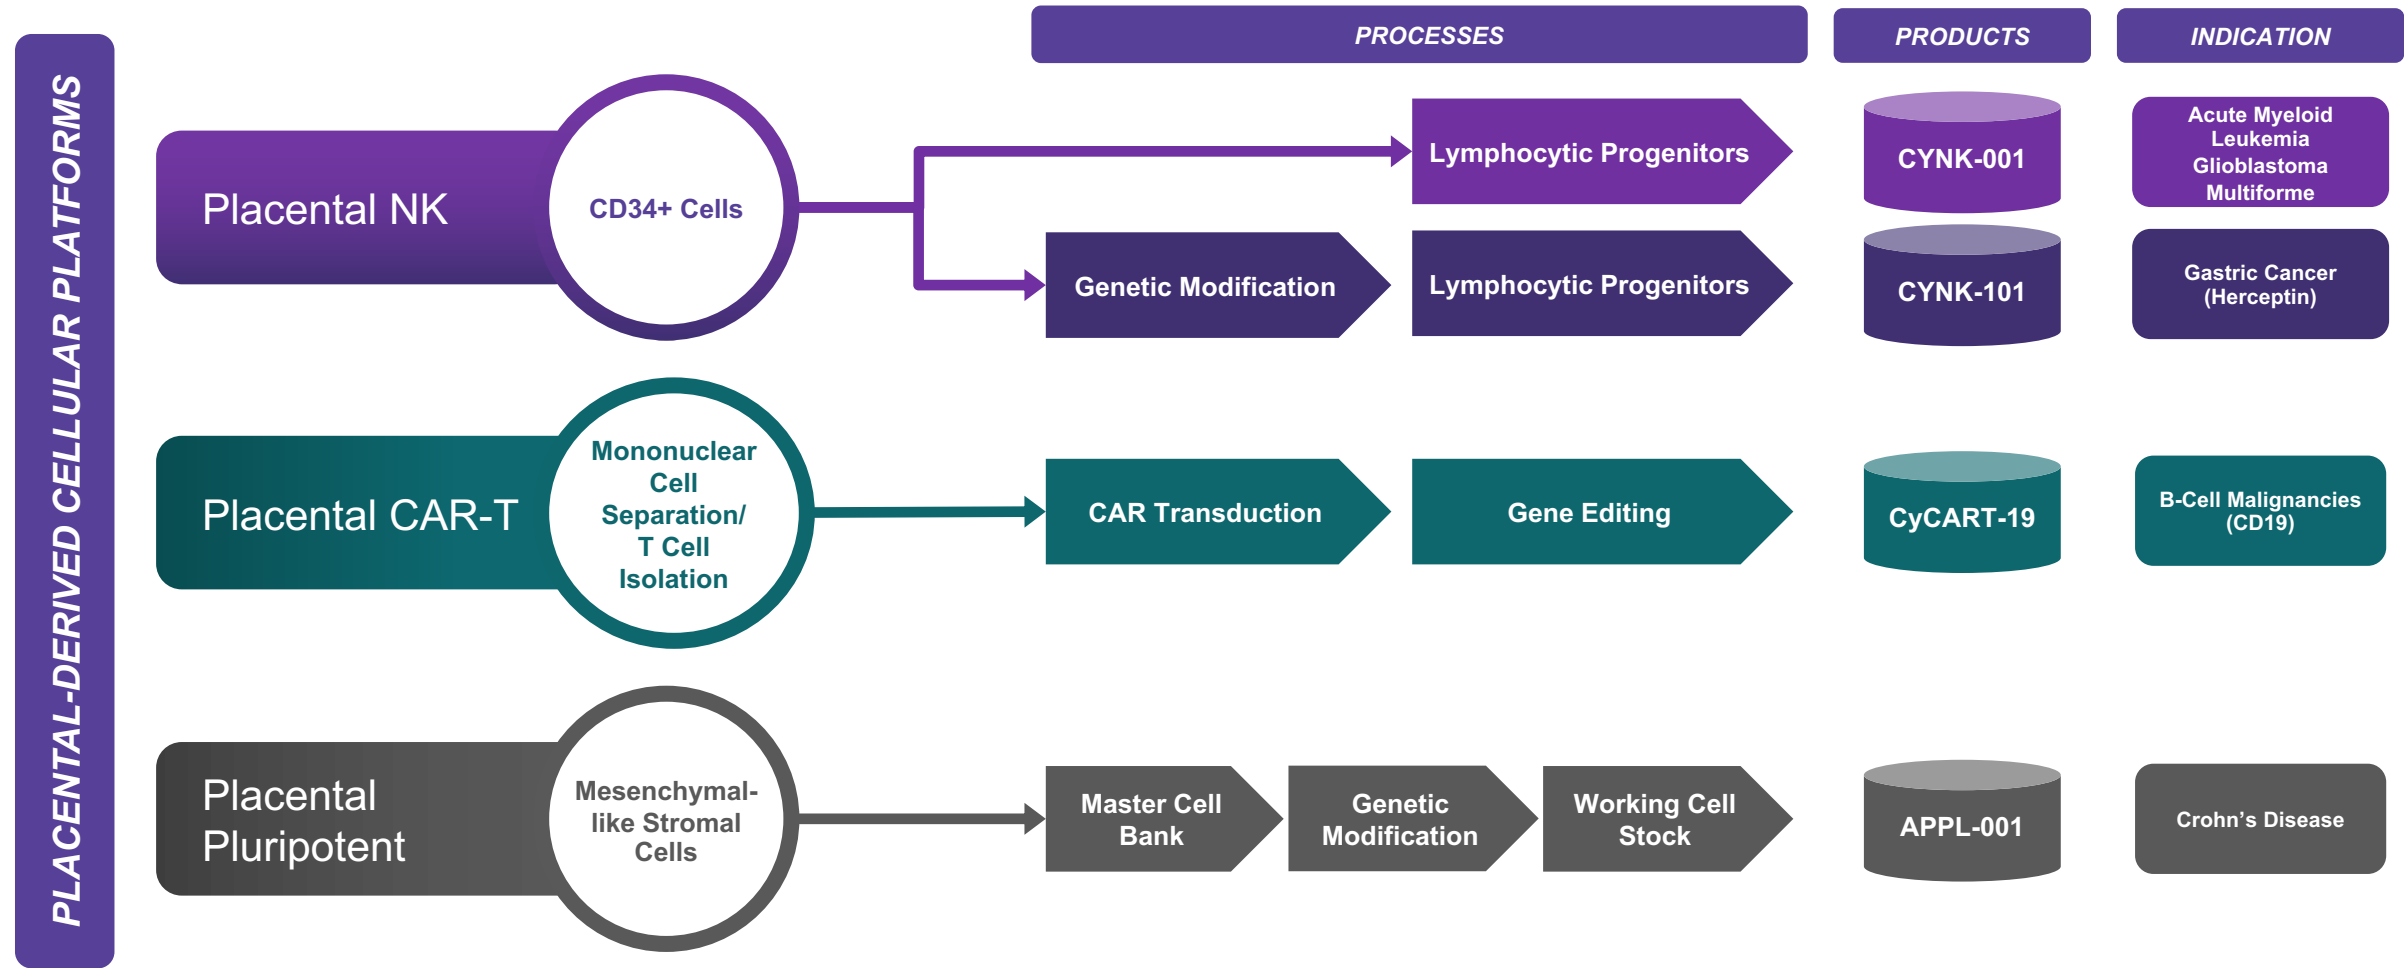 PLACENTAL-DERIVED CELLULAR PLATFORMS
PROCESSES
PRODUCTS
INDICATION
Placental NK
CD34+ Cells
Lymphocytic Progenitors
CYNK-001
Acute Myeloid
Leukemia
Glioblastoma
Multiforme
Genetic Modification
Lymphocytic Progenitors
CYNK-101
Gastric Cancer
(Herceptin)
Placental CAR-T
Mononuclear
Cell
Separation/
T Cell
Isolation
CAR Transduction
Gene Editing
CyCART-19
B-Cell Malignancies
(CD19)
Placental
Pluripotent
Mesenchymal-
like Stromal
Cells
Master Cell
Bank
Genetic
Modification
Working Cell
Stock
APPL-001
Crohn’s Disease